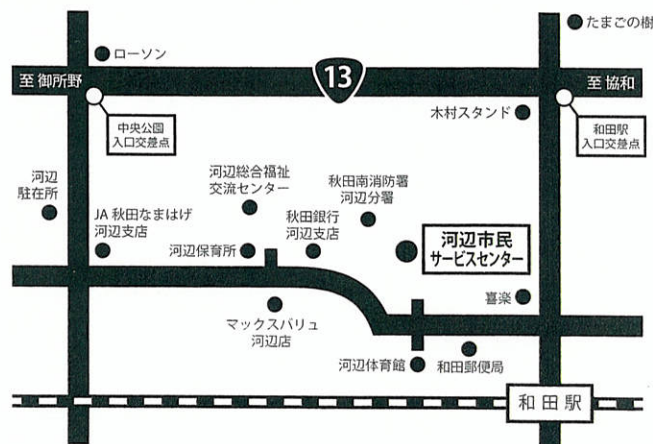 たまごの樹
ローソン
至 御所野
13
至 協和
木村スタンド
中央公園
入口交差点
和田駅
入口交差点
河辺
駐在所
河辺総合福祉
交流センター
秋田南消防署
河辺分署
JA 秋田なまはげ
河辺支店
秋田銀行
河辺支店
河辺保育所
河辺市民
サービスセンター
喜楽
マックスバリュ
河辺店
河辺体育館
和田郵便局
和田駅